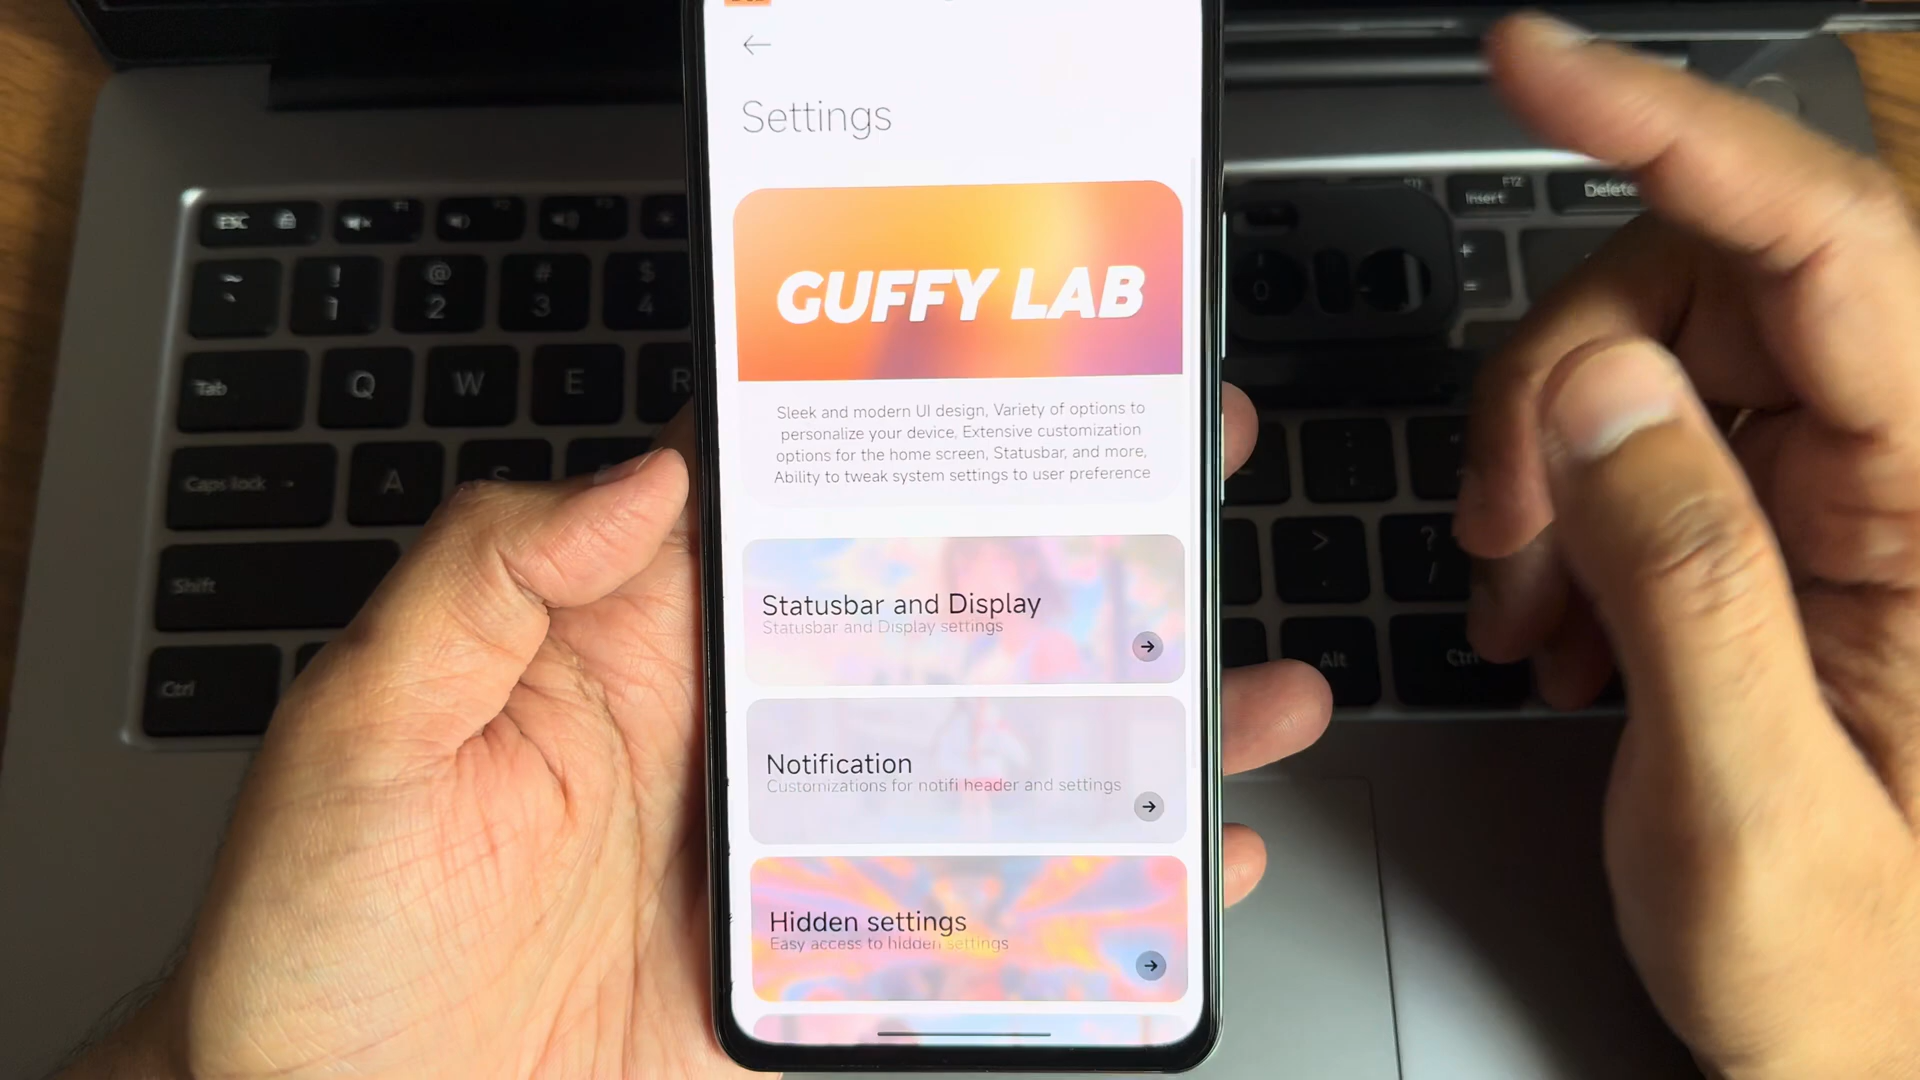 Settings
GUFFY LAB
Sleek and modern UI design, Variety of options to
personalize your device, Extensive customization
options for the home screen, Statusbar, and more,
Ability to tweak system settings to user preference
Statusbar and Display
Statusbar and Display settings
Notification
Customizations for notifi header and settings
Hidden settings
Easy access to hidden settings
ESC
F1
F2
F3
~ `
! 1
@ 2
# 3
$ 4
Tab
Q
W
E
R
Caps lock
A
S
Shift
Ctrl
F12
Insert
Delete
+ =
> .
? /
Alt
Ctrl